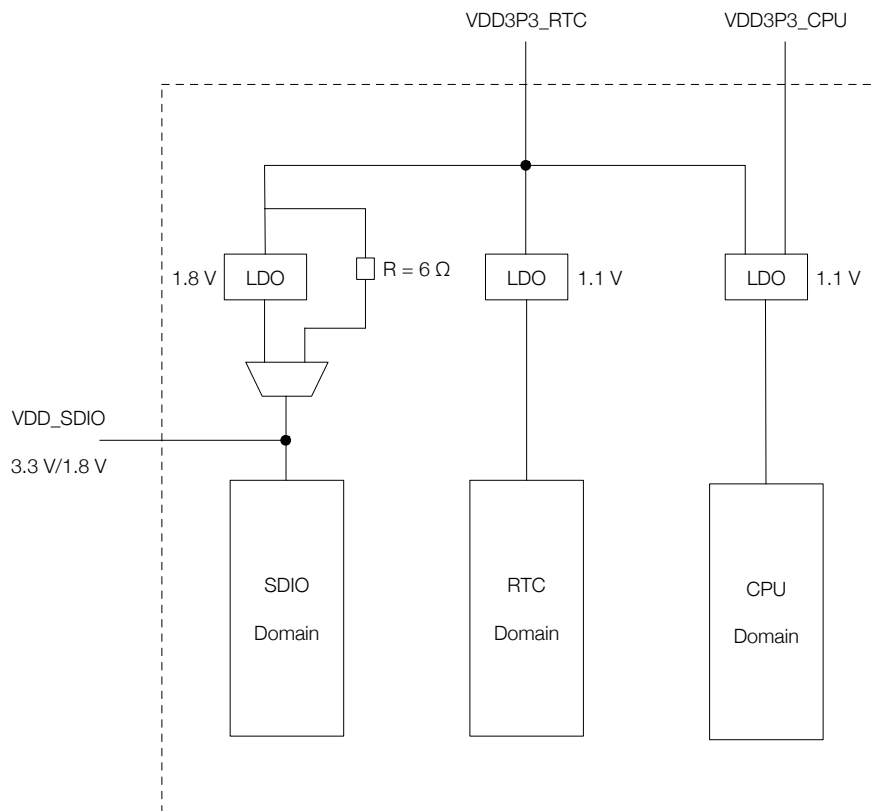 VDD3P3_RTC
VDD3P3_CPU
1.8 V
LDO
R = 6 Ω
LDO
1.1 V
LDO
1.1 V
VDD_SDIO
3.3 V/1.8 V
SDIO
Domain
RTC
Domain
CPU
Domain